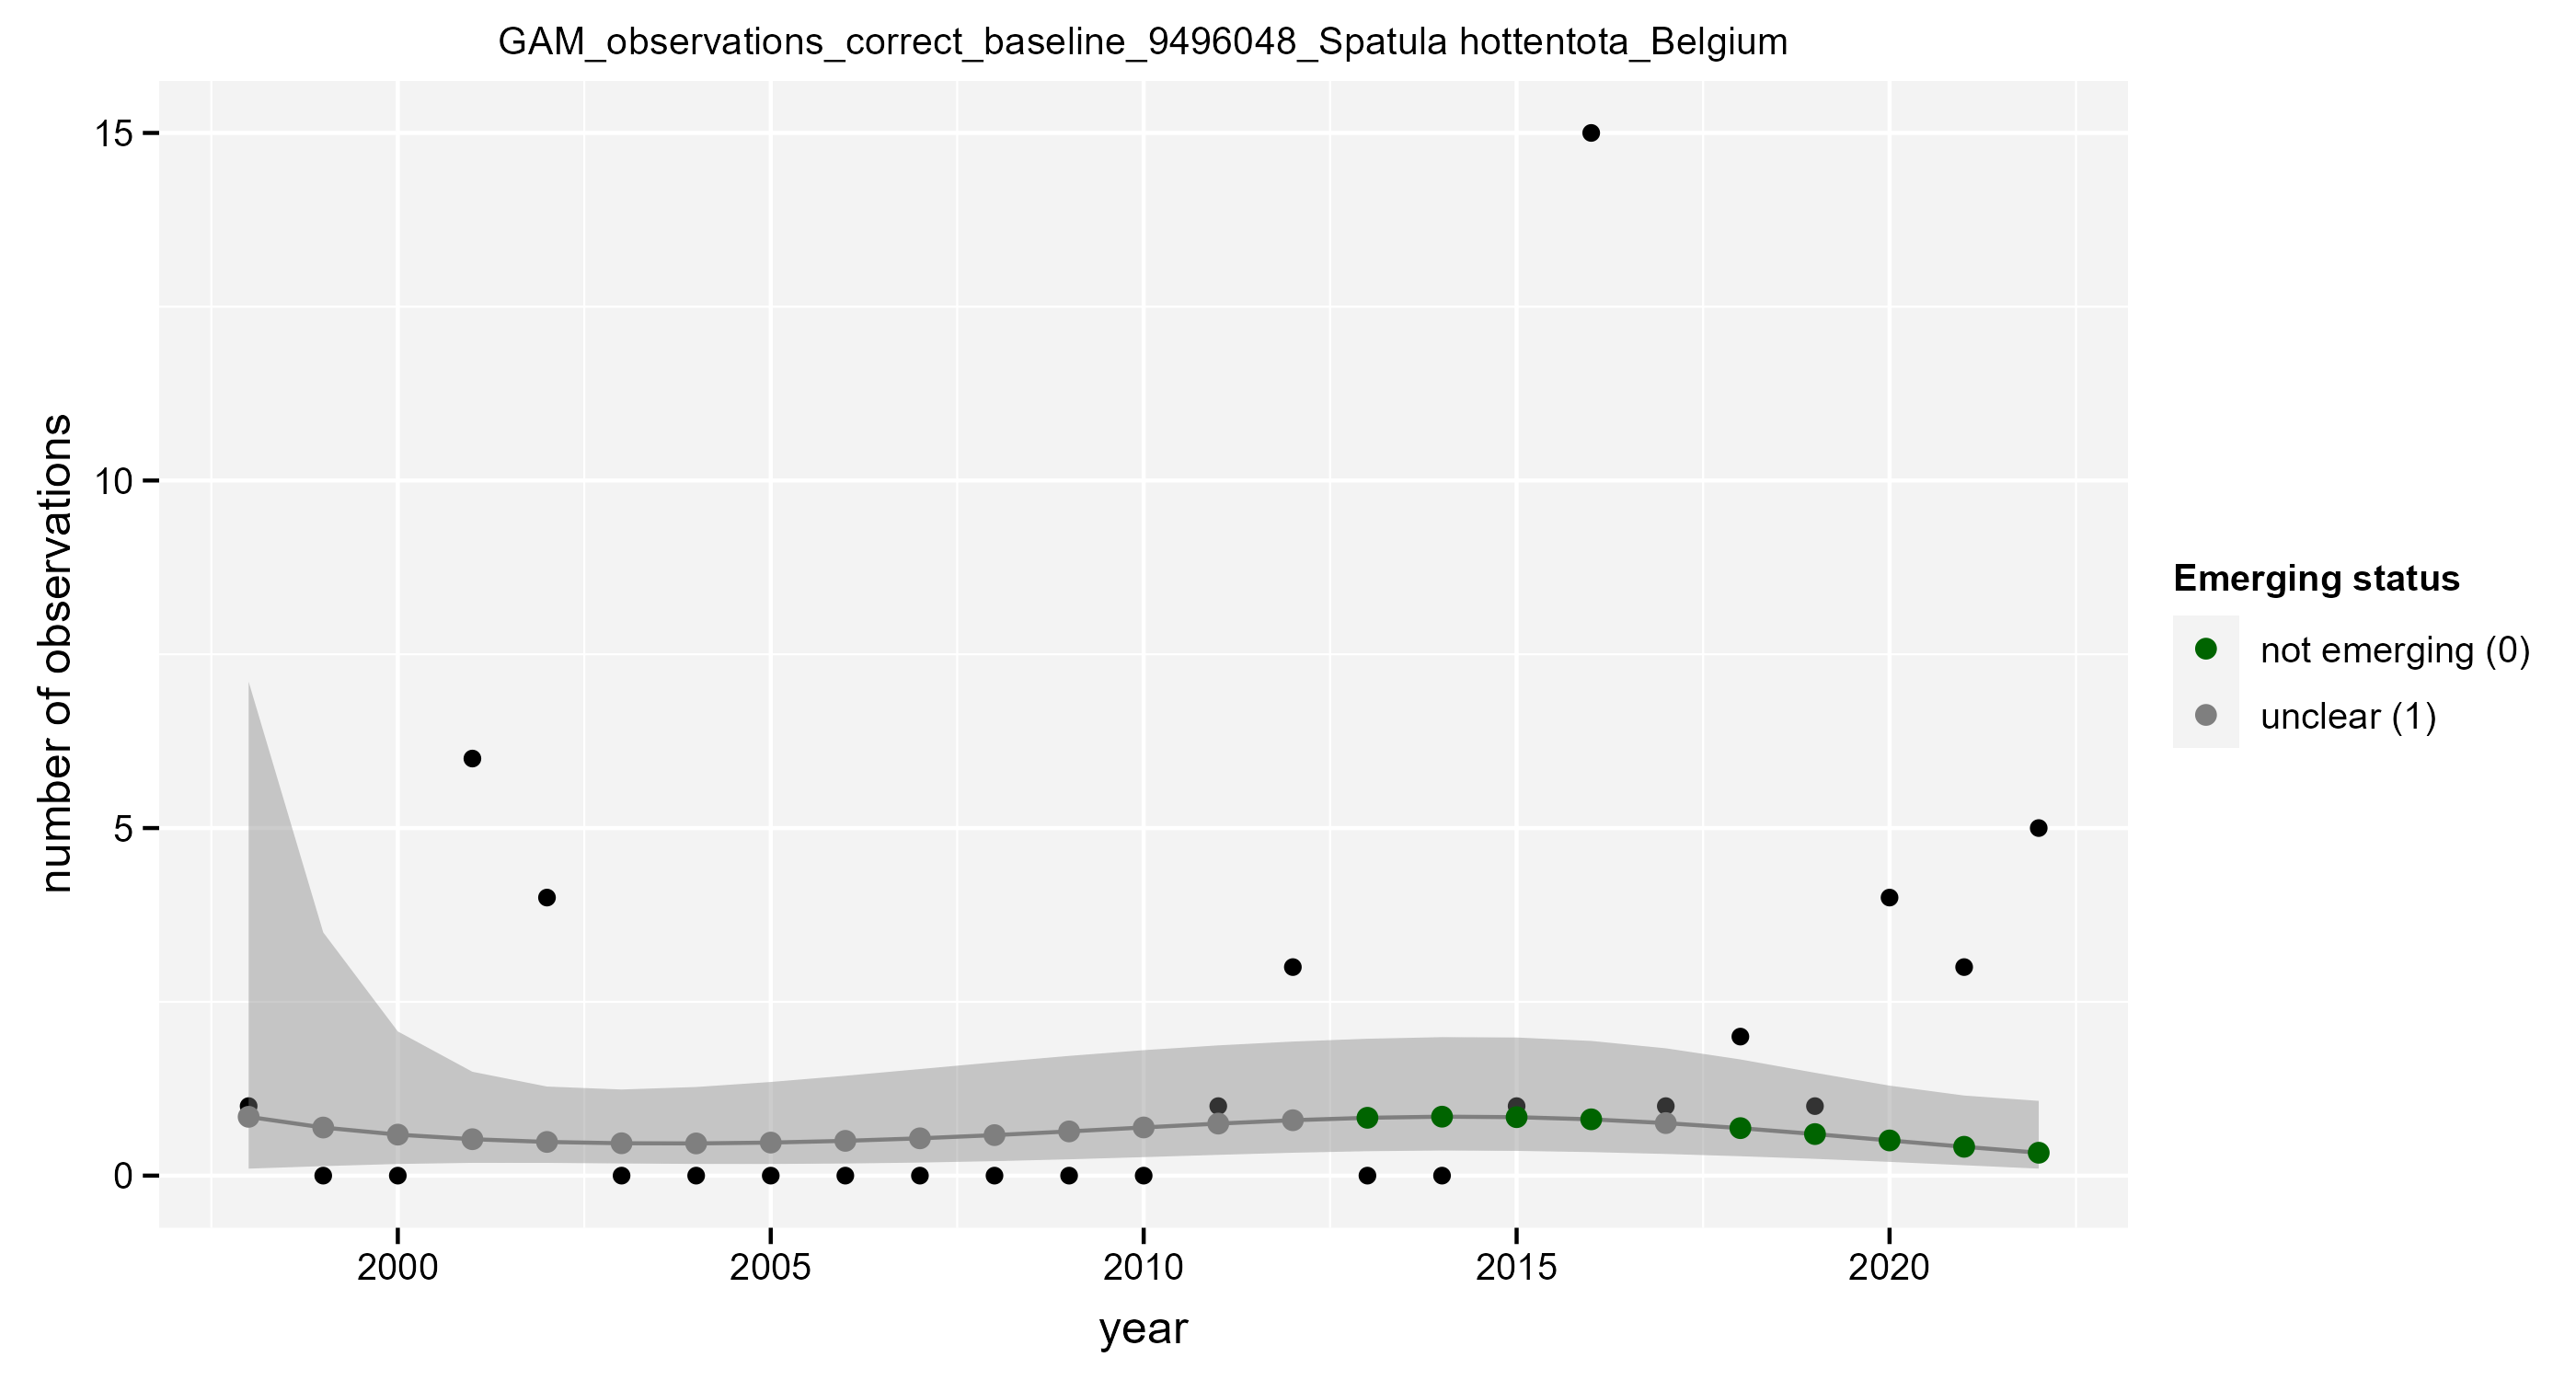 GAM_observations_correct_baseline_9496048_Spatula hottentota_Belgium
number of observations
15
10
5
0
2000 2005 2010 2015 2020
year
Emerging status
not emerging (0)
unclear (1)